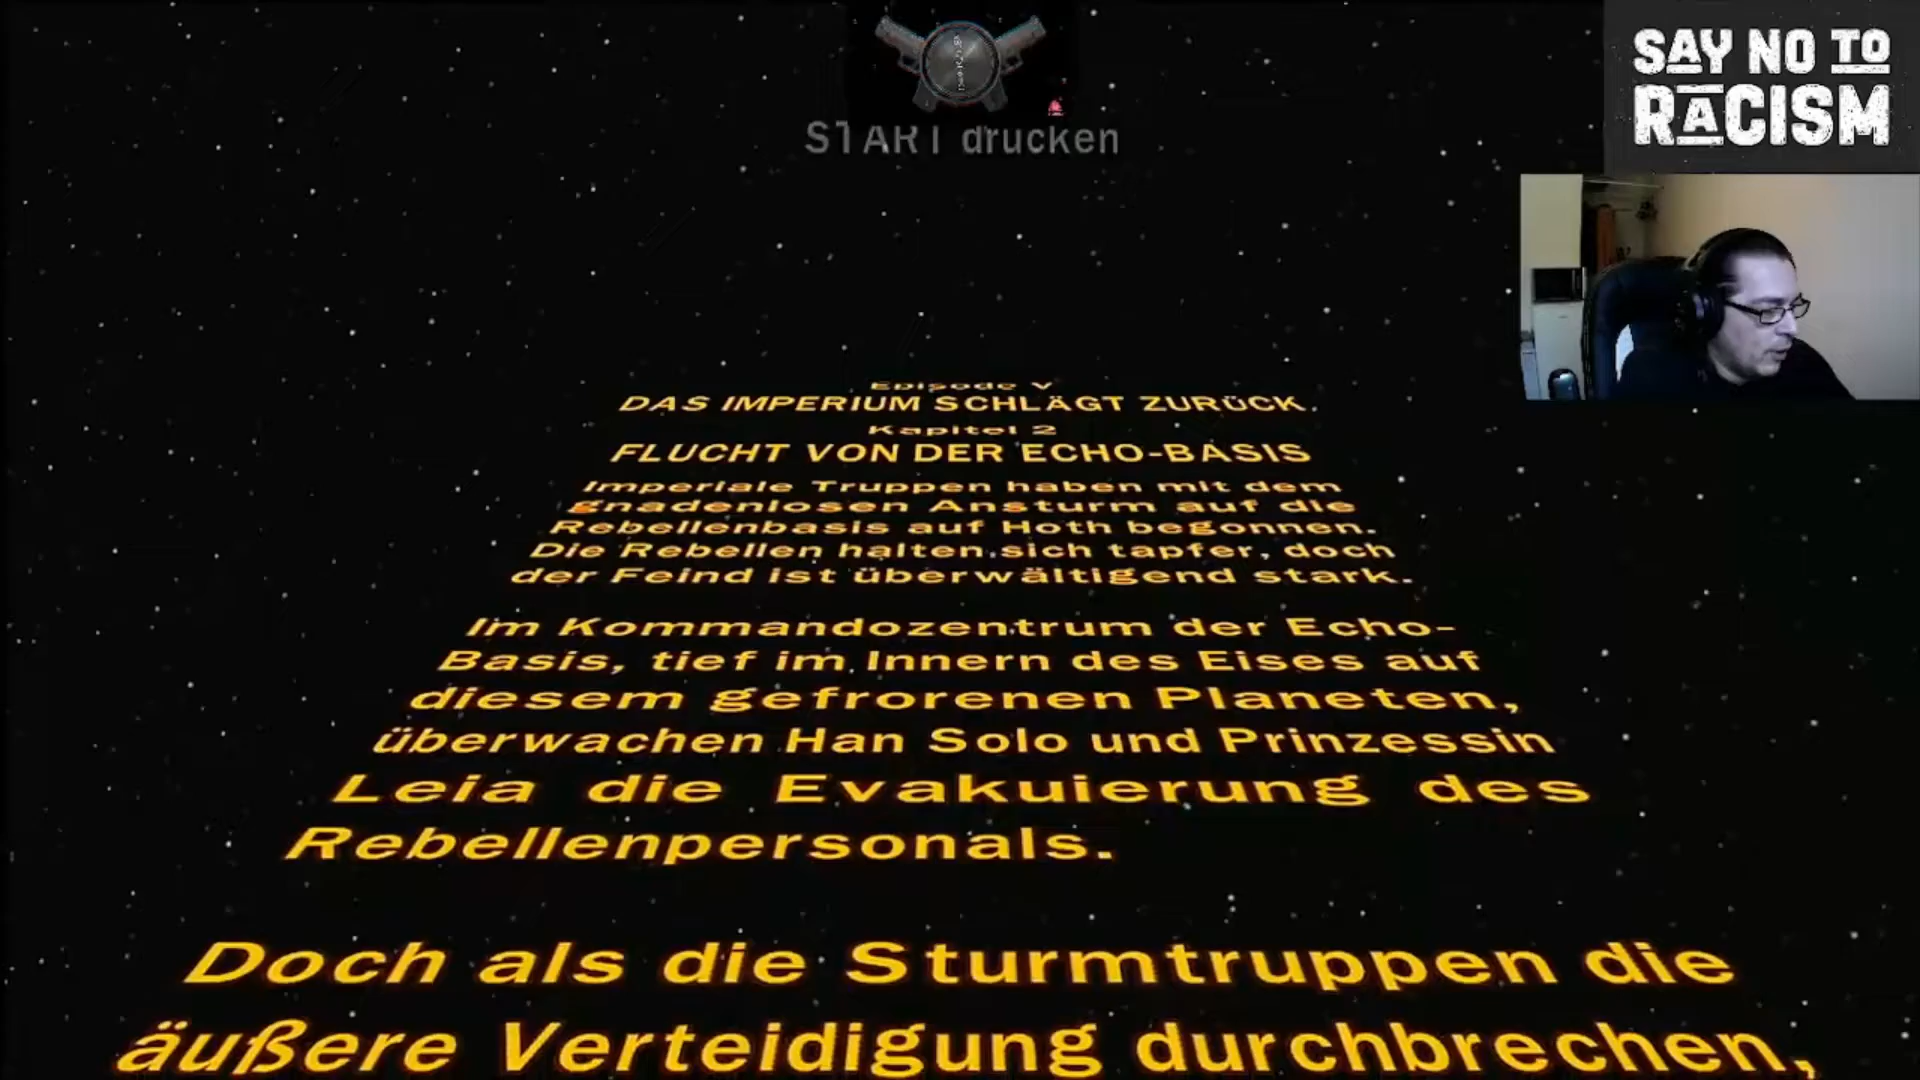 START drucken
SAY NO TO
RACISM
Episode V
DAS IMPERIUM SCHLÄGT ZURÜCK
Kapitel 2
FLUCHT VON DER ECHO-BASIS
Imperiale Truppen haben mit dem
gnadenlosen Ansturm auf die
Rebellenbasis auf Hoth begonnen.
Die Rebellen halten sich tapfer, doch
der Feind ist überwältigend stark.
Im Kommandozentrum der Echo-
Basis, tief im Innern des Eises auf
diesem gefrorenen Planeten,
überwachen Han Solo und Prinzessin
Leia die Evakuierung des
Rebellenpersonals.
Doch als die Sturmtruppen die
äußere Verteidigung durchbrechen,